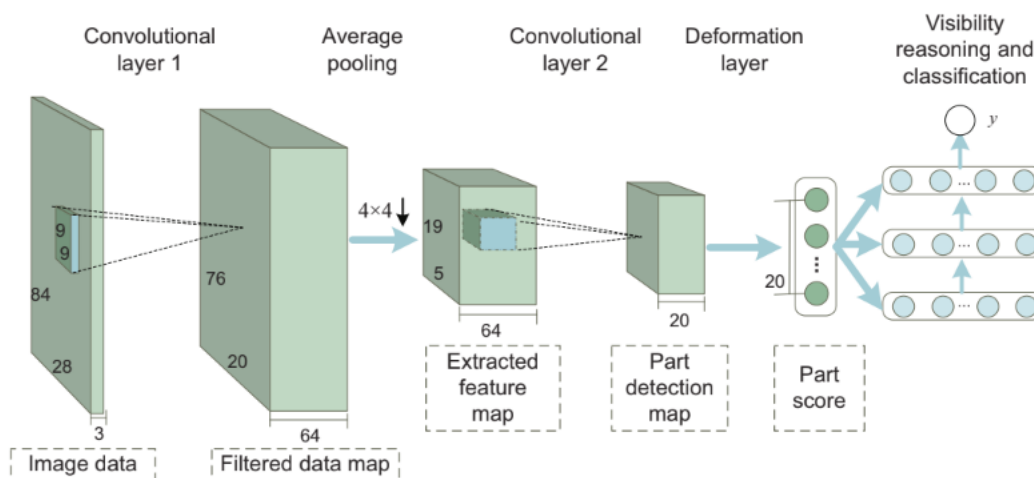 Convolutional
layer 1
Average
pooling
Convolutional
layer 2
Deformation
layer
Visibility
reasoning and
classification
y
9
9
84
28
3
76
20
64
4×4
19
5
64
20
20
...
...
...
...
Image data
Filtered data map
Extracted
feature
map
Part
detection
map
Part
score